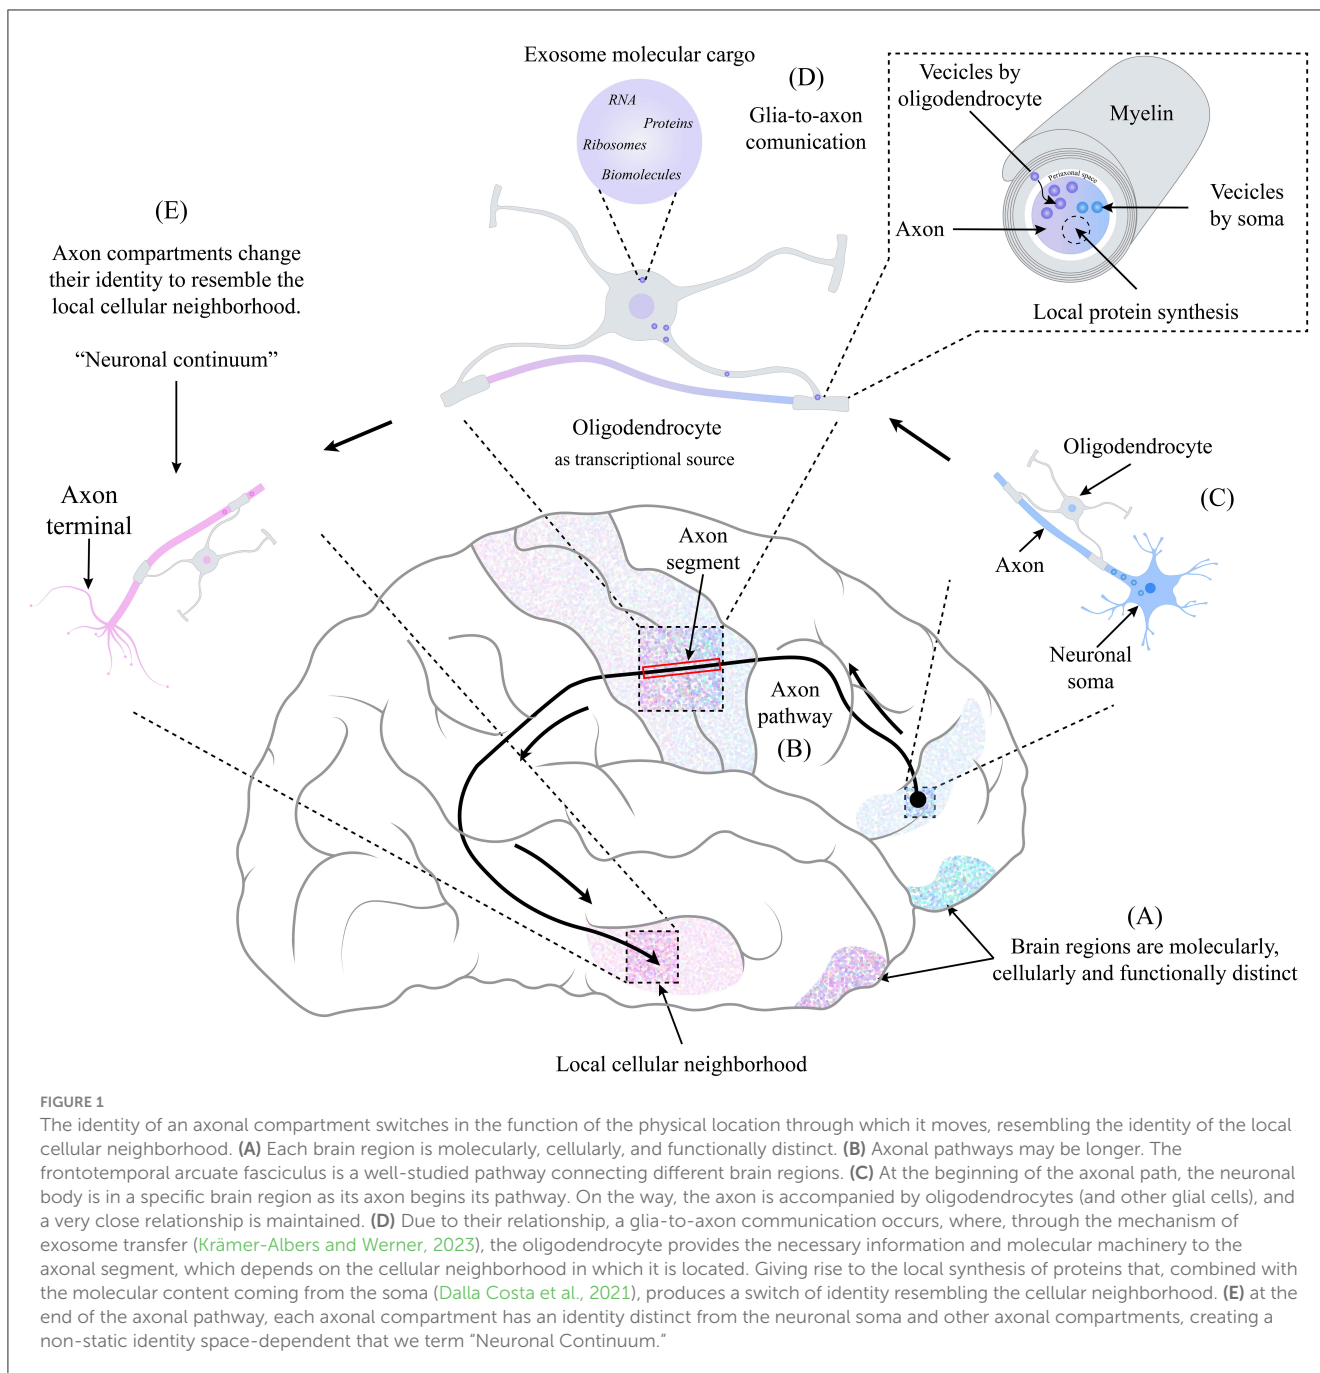 Exosome molecular cargo
RNA
Proteins
Ribosomes
Biomolecules
(D)
Glia-to-axon
comunication
Vecicles by
oligodendrocyte
Myelin
Periaxonal space
Vecicles
by soma
Axon
Local protein synthesis
(E)
Axon compartments change
their identity to resemble the
local cellular neighborhood.
“Neuronal continuum”
Axon
terminal
Oligodendrocyte
as transcriptional source
Oligodendrocyte
(C)
Axon
Neuronal
soma
Axon
segment
Axon
pathway
(B)
(A)
Brain regions are molecularly,
cellularly and functionally distinct
Local cellular neighborhood
FIGURE 1
The identity of an axonal compartment switches in the function of the physical location through which it moves, resembling the identity of the local
cellular neighborhood. (A) Each brain region is molecularly, cellularly, and functionally distinct. (B) Axonal pathways may be longer. The
frontotemporal arcuate fasciculus is a well-studied pathway connecting different brain regions. (C) At the beginning of the axonal path, the neuronal
body is in a specific brain region as its axon begins its pathway. On the way, the axon is accompanied by oligodendrocytes (and other glial cells), and
a very close relationship is maintained. (D) Due to their relationship, a glia-to-axon communication occurs, where, through the mechanism of
exosome transfer (Krämer-Albers and Werner, 2023), the oligodendrocyte provides the necessary information and molecular machinery to the
axonal segment, which depends on the cellular neighborhood in which it is located. Giving rise to the local synthesis of proteins that, combined with
the molecular content coming from the soma (Dalla Costa et al., 2021), produces a switch of identity resembling the cellular neighborhood. (E) at the
end of the axonal pathway, each axonal compartment has an identity distinct from the neuronal soma and other axonal compartments, creating a
non-static identity space-dependent that we term “Neuronal Continuum.”